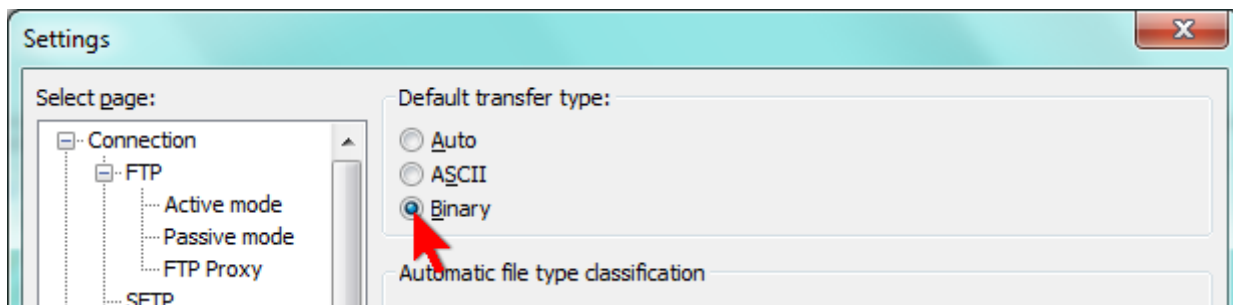 Settings
X
Select page:
Connection
FTP
Active mode
Passive mode
FTP Proxy
SFTP
Default transfer type:
Auto
ASCII
Binary
Automatic file type classification